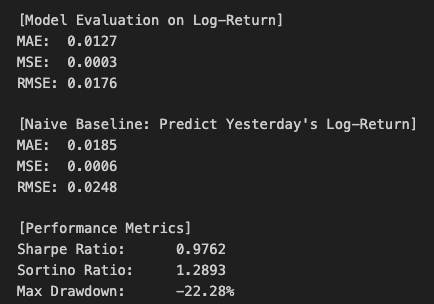 [Model Evaluation on Log-Return]
MAE:  0.0127
MSE:  0.0003
RMSE: 0.0176
[Naive Baseline: Predict Yesterday's Log-Return]
MAE:  0.0185
MSE:  0.0006
RMSE: 0.0248
[Performance Metrics]
Sharpe Ratio:      0.9762
Sortino Ratio:     1.2893
Max Drawdown:      -22.28%